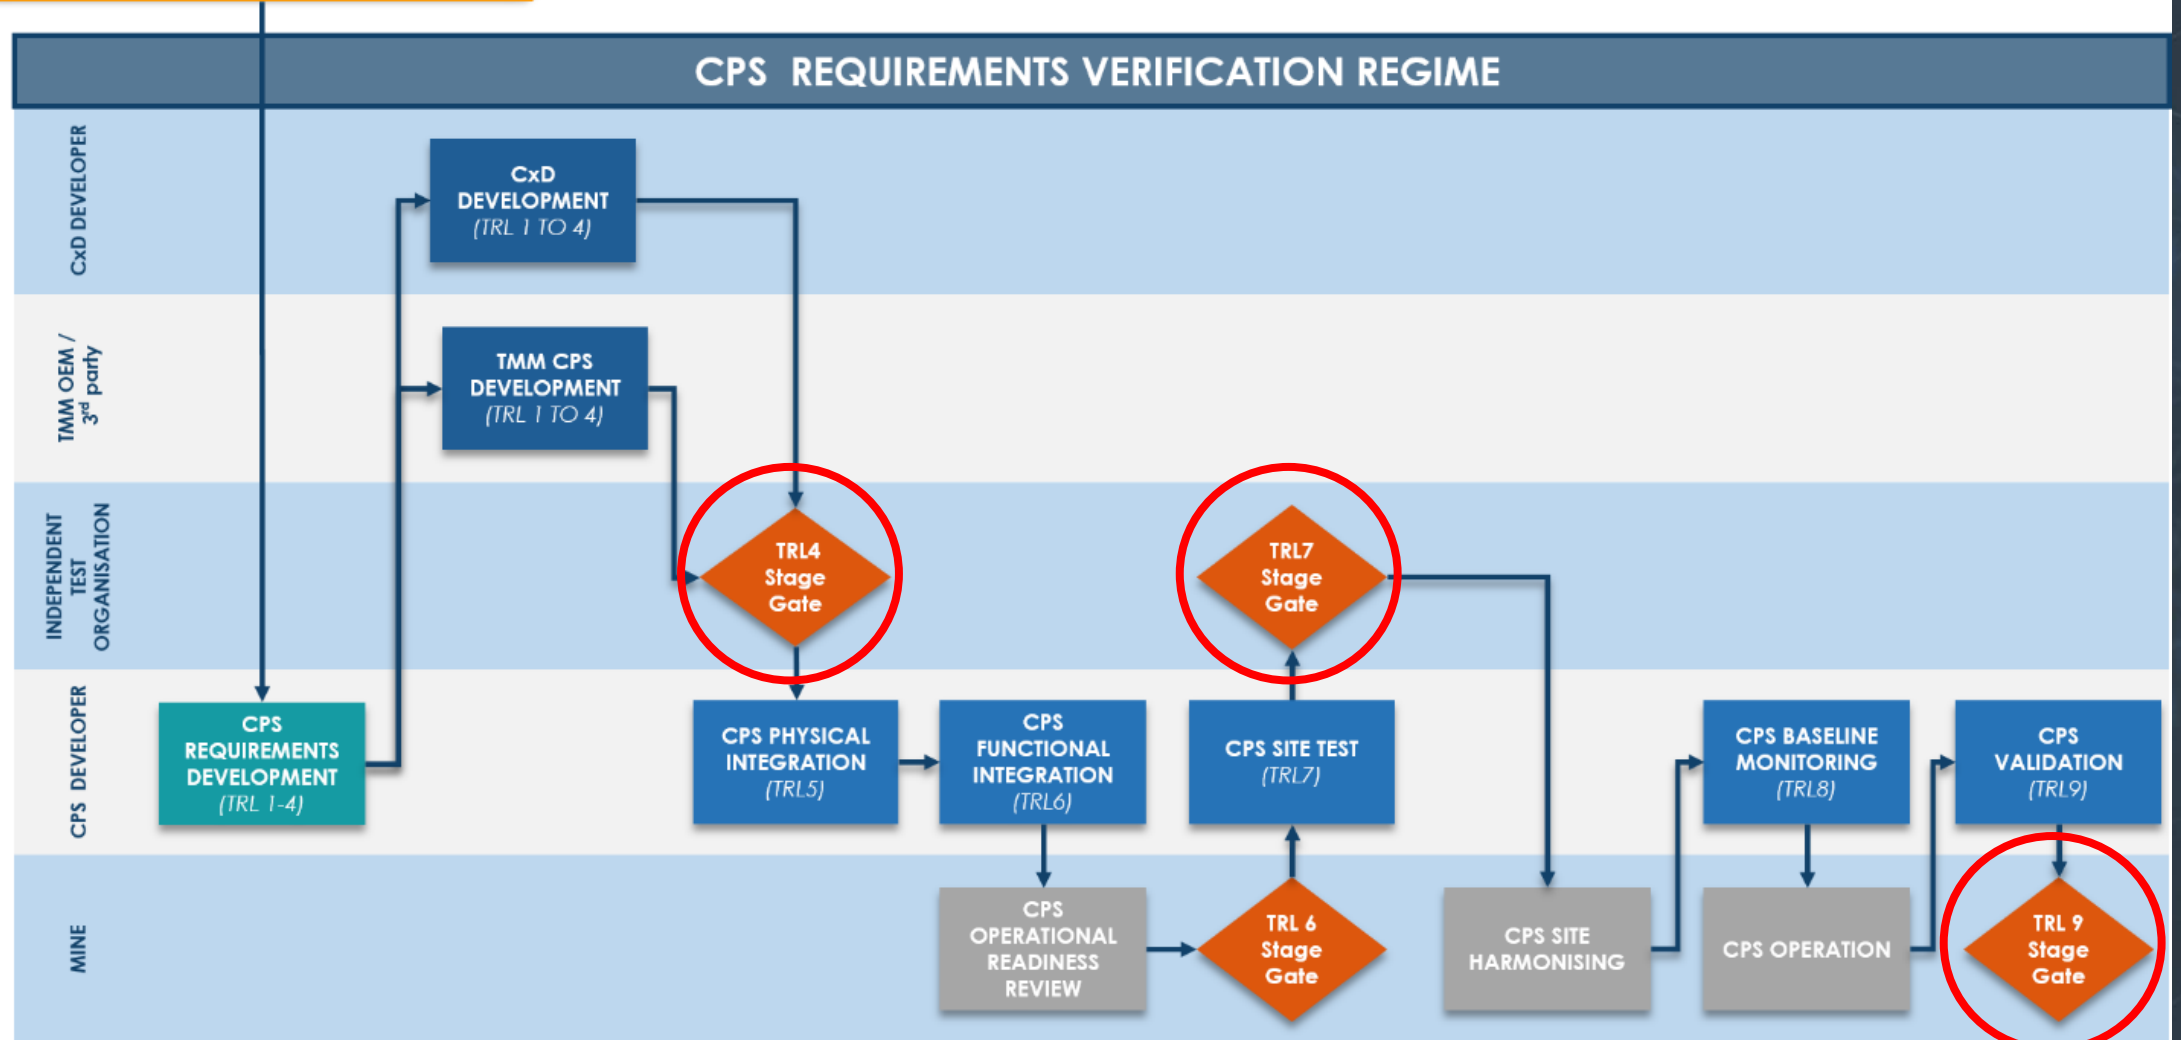 CPS REQUIREMENTS VERIFICATION REGIME
CxD DEVELOPER
CxD
DEVELOPMENT
(TRL 1 TO 4)
TMM OEM /
3rd party
TMM CPS
DEVELOPMENT
(TRL 1 TO 4)
INDEPENDENT
TEST
ORGANISATION
TRL4
Stage
Gate
TRL7
Stage
Gate
CPS DEVELOPER
CPS
REQUIREMENTS
DEVELOPMENT
(TRL 1-4)
CPS PHYSICAL
INTEGRATION
(TRL5)
CPS
FUNCTIONAL
INTEGRATION
(TRL6)
CPS SITE TEST
(TRL7)
CPS BASELINE
MONITORING
(TRL8)
CPS
VALIDATION
(TRL9)
MINE
CPS
OPERATIONAL
READINESS
REVIEW
TRL 6
Stage
Gate
CPS SITE
HARMONISING
CPS OPERATION
TRL 9
Stage
Gate